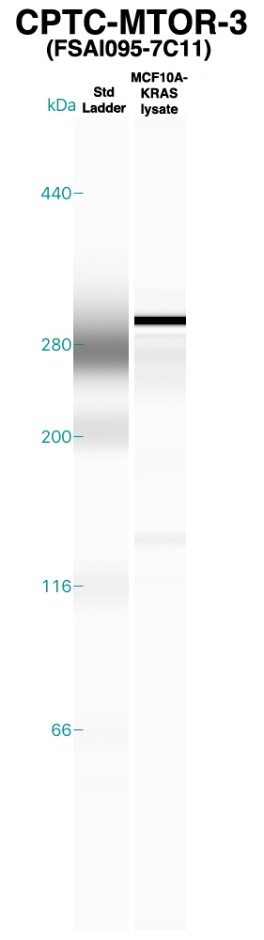 CPTC-MTOR-3
(FSAI095-7C11)
MCF10A-
KRAS
lysate
Std
Ladder
kDa
440
280
200
116
66